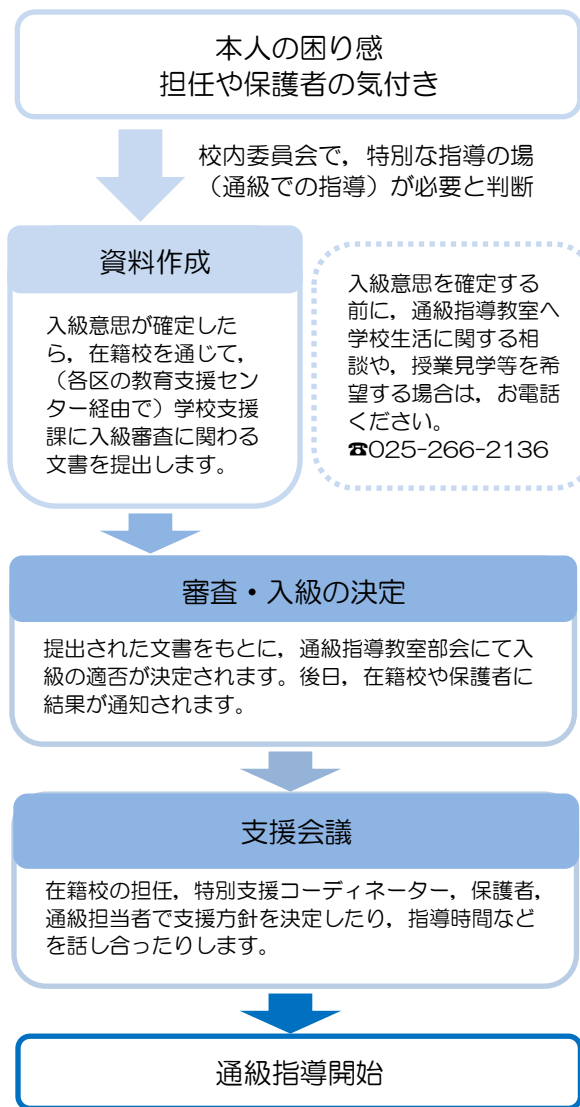 本人の困り感
担任や保護者の気付き
校内委員会で，特別な指導の場
（通級での指導）が必要と判断
資料作成
入級意思が確定した
ら，在籍校を通じて，
（各区の教育支援セン
ター経由で）学校支援
課に入級審査に関わる
文書を提出します。
入級意思を確定する
前に，通級指導教室へ
学校生活に関する相
談や，授業見学等を希
望する場合は，お電話
ください。
☎025-266-2136
審査・入級の決定
提出された文書をもとに，通級指導教室部会にて入
級の適否が決定されます。後日，在籍校や保護者に
結果が通知されます。
支援会議
在籍校の担任，特別支援コーディネーター，保護者，
通級担当者で支援方針を決定したり，指導時間など
を話し合ったりします。
通級指導開始